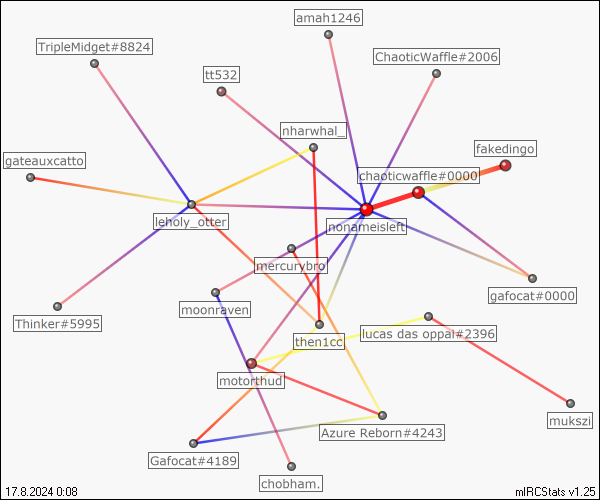 amah1246
TripleMidget#8824
ChaoticWaffle#2006
tt532
nharwhal_
fakedingo
gateauxcatto
chaoticwaffle#0000
leholy_otter
nonameisleft
mercurybro
gafocat#0000
moonraven
Thinker#5995
then1cc
lucas das oppai#2396
motorthud
mukszi
Azure Reborn#4243
Gafocat#4189
chobham.
17.8.2024 0:08
mIRCStats v1.25